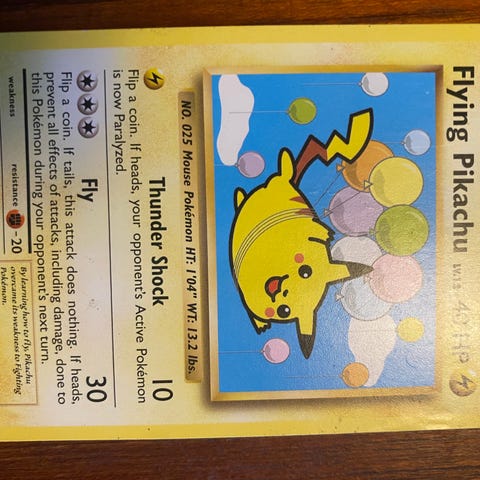 Flying Pikachu LV.12 40 HP
NO. 025 Mouse Pokémon HT: 1'04" WT: 13.2 lbs.
Thunder Shock 10
Flip a coin. If heads, your opponent's Active Pokémon
is now Paralyzed.
Fly 30
Flip a coin. If tails, this attack does nothing. If heads,
prevent all effects of attacks, including damage, done to
this Pokémon during your opponent's next turn.
weakness
resistance - 20
By learning how to fly, Pikachu
overcame its weakness to Fighting
Pokémon.